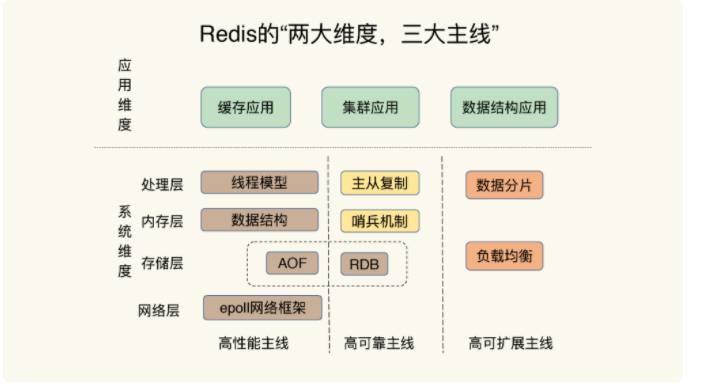 Redis的“两大维度，三大主线”
应用维度
缓存应用 集群应用 数据结构应用
系统维度
处理层 线程模型 主从复制 数据分片
内存层 数据结构 哨兵机制
存储层 AOF RDB 负载均衡
网络层 epoll网络框架
高性能主线 高可靠主线 高可扩展主线